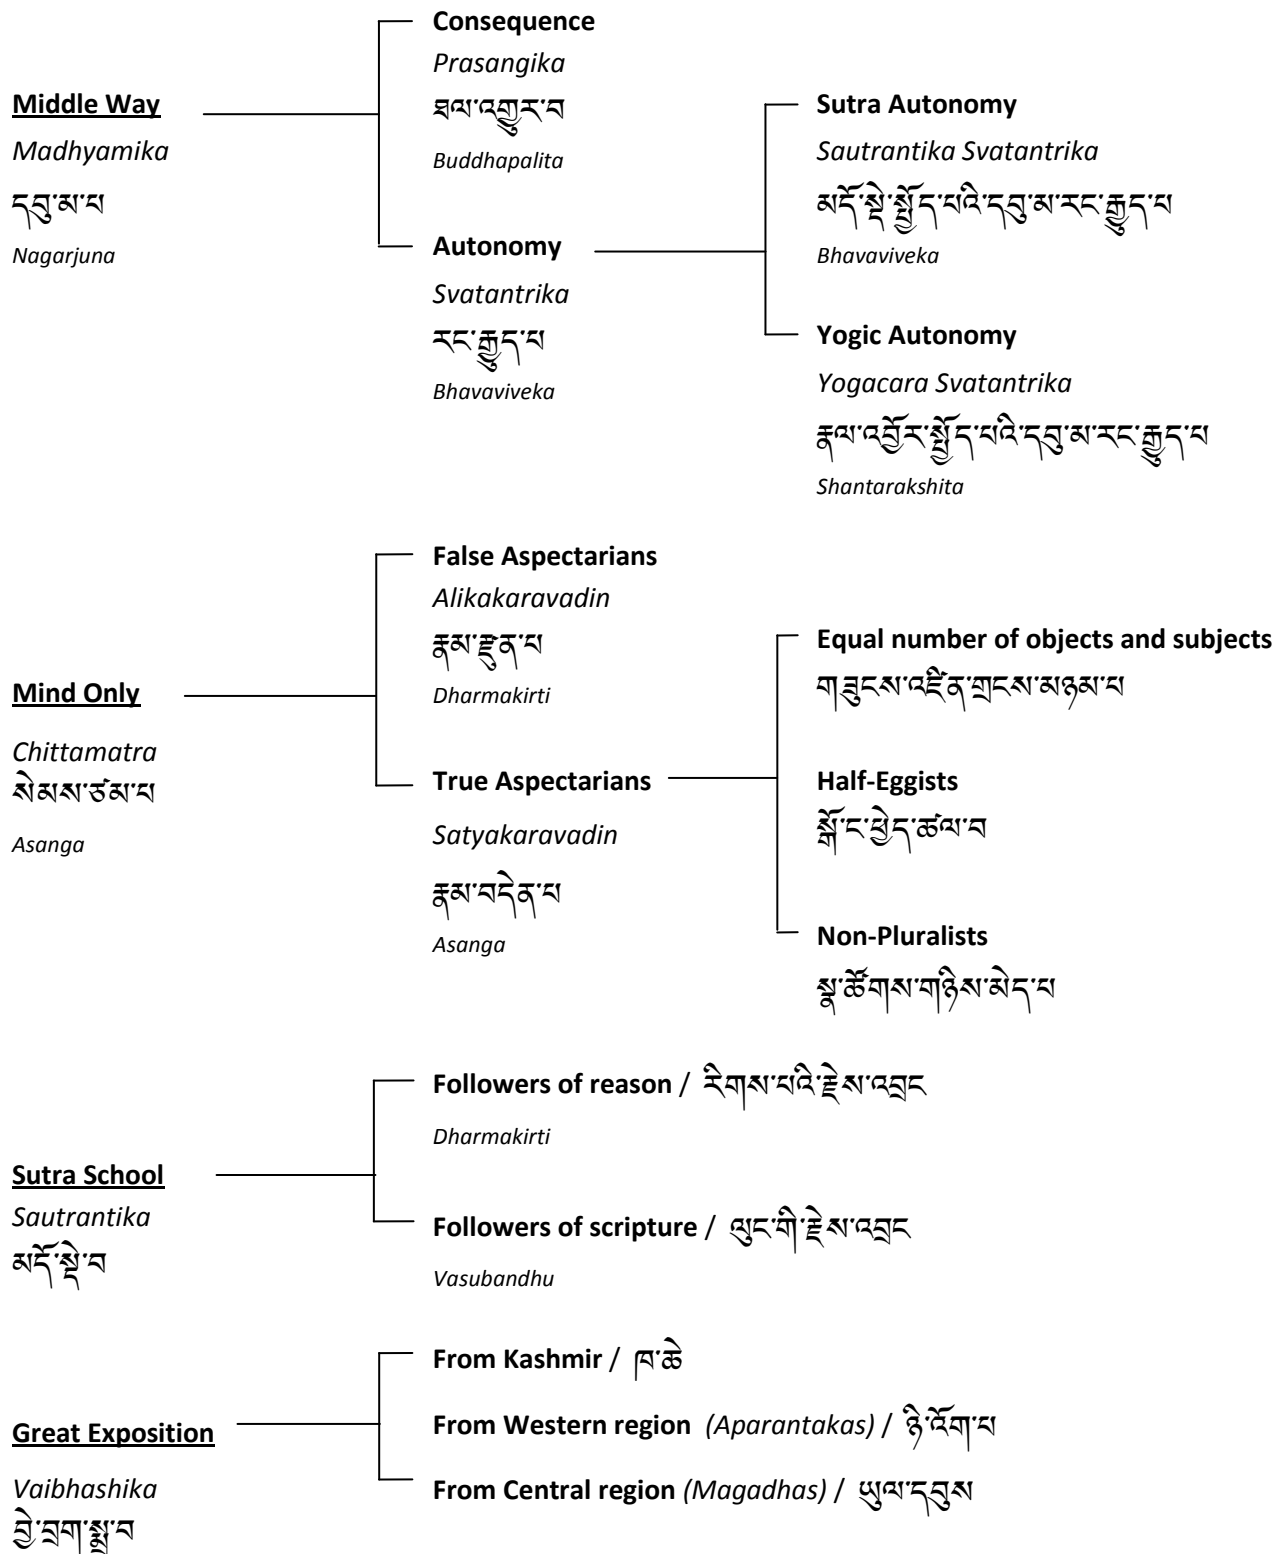 Middle Way
Madhyamika
དབུ་མ་པ
Nagarjuna
Consequence
Prasangika
ཐལ་འགྱུར་བ
Buddhapalita
Autonomy
Svatantrika
རང་རྒྱུད་པ
Bhavaviveka
Sutra Autonomy
Sautrantika Svatantrika
མདོ་སྡེ་སྤྱོད་པའི་དབུ་མ་རང་རྒྱུད་པ
Bhavaviveka
Yogic Autonomy
Yogacara Svatantrika
རྣལ་འབྱོར་སྤྱོད་པའི་དབུ་མ་རང་རྒྱུད་པ
Shantarakshita
Mind Only
Chittamatra
སེམས་ཙམ་པ
Asanga
False Aspectarians
Alikakaravadin
རྣམ་རྫུན་པ
Dharmakirti
True Aspectarians
Satyakaravadin
རྣམ་བདེན་པ
Asanga
Equal number of objects and subjects
གཟུངས་འཛིན་གྲངས་མཉམ་པ
Half-Eggists
སྒོ་ང་ཕྱེད་ཚལ་བ
Non-Pluralists
སྣ་ཚོགས་གཉིས་མེད་པ
Sutra School
Sautrantika
མདོ་སྡེ་བ
Followers of reason / རིགས་པའི་རྗེས་འབྲང
Dharmakirti
Followers of scripture / ལུང་གི་རྗེས་འབྲང
Vasubandhu
Great Exposition
Vaibhashika
བྱེ་བྲག་སྨྲ་བ
From Kashmir / ཁ་ཆེ
From Western region (Aparantakas) / ཉི་འོག་པ
From Central region (Magadhas) / ཡུལ་དབུས